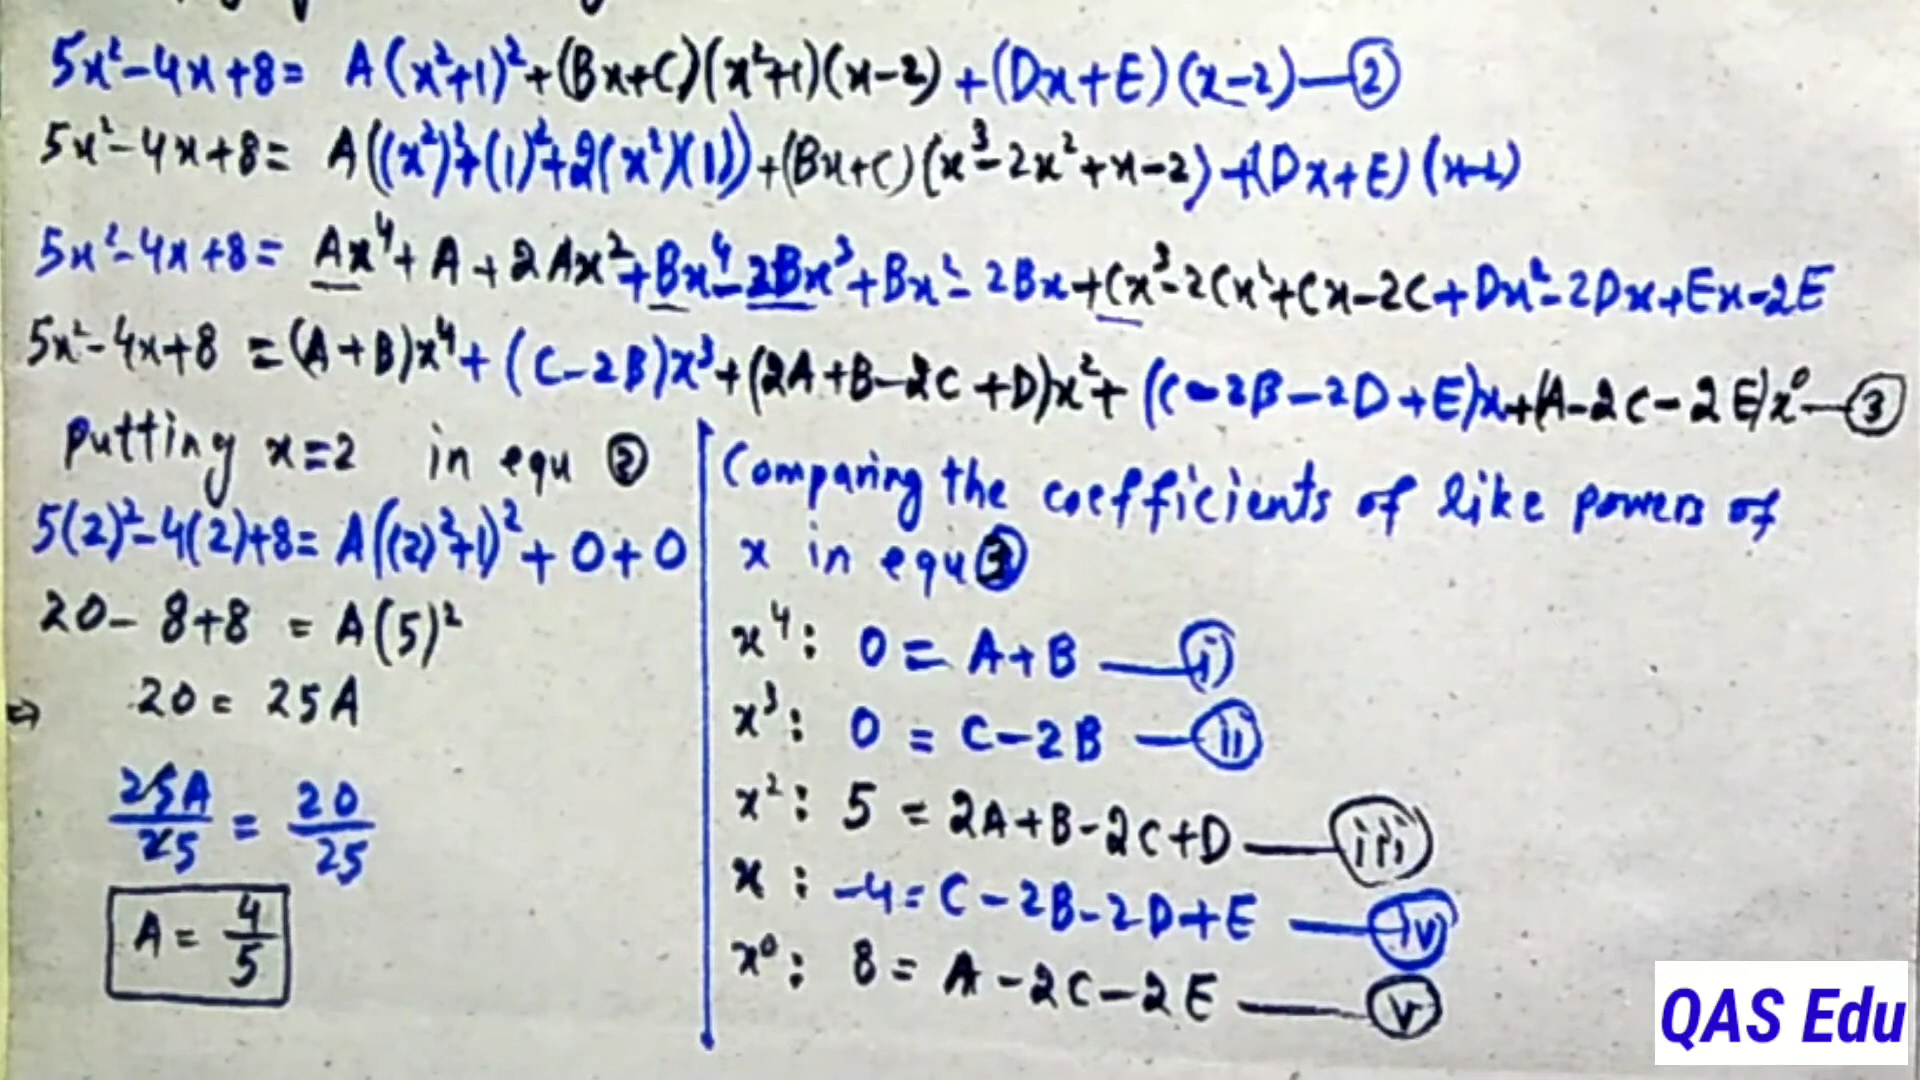 5x²-4x+8= A(x²+1)²+(Bx+C)(x²+1)(x-2)+(Dx+E)(x-2)—②
5x²-4x+8= A((x²)²+(1)²+2(x²)(1))+(Bx+C)(x³-2x²+x-2)+(Dx+E)(x-2)
5x²-4x+8= Ax⁴+A+2Ax²+Bx⁴-2Bx³+Bx²-2Bx+Cx³-2Cx²+Cx-2C+Dx²-2Dx+Ex-2E
5x²-4x+8 =(A+B)x⁴+(C-2B)x³+(2A+B-2C+D)x²+(C-2B-2D+E)x+(A-2C-2E)x⁰—③
putting x=2 in equ ②
5(2)²-4(2)+8= A((2)²+1)²+0+0
20-8+8 = A(5)²
⇒ 20= 25A
25A/25 = 20/25
A= 4/5
Comparing the coefficients of like powers of
x in equ③
x⁴: 0 = A+B —(i)
x³: 0 = C-2B —(ii)
x²: 5 = 2A+B-2C+D —(iii)
x : -4= C-2B-2D+E —(iv)
x⁰: 8= A-2C-2E —(v)
QAS Edu